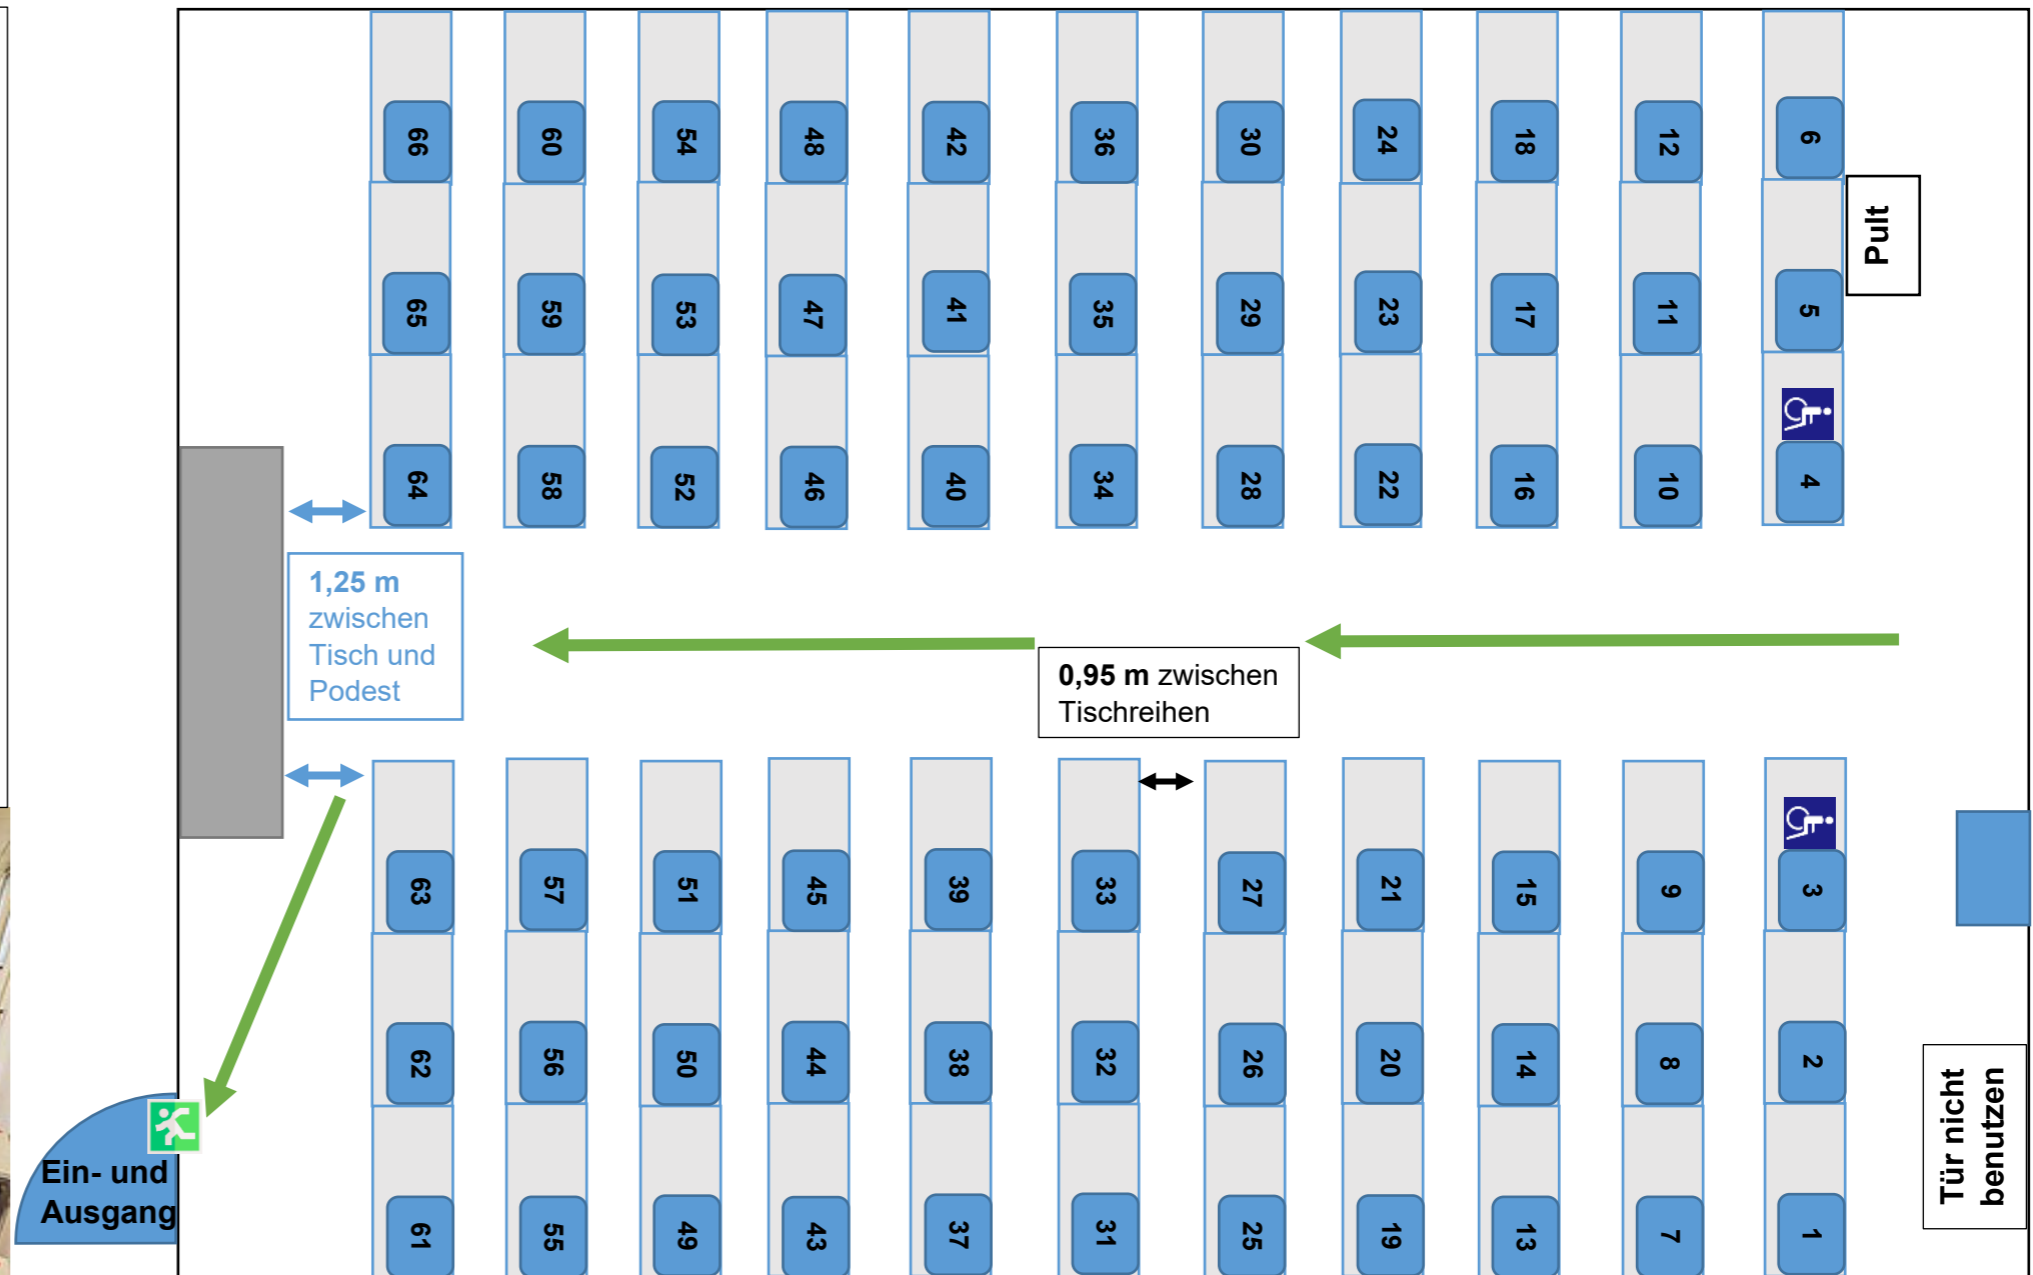 66 60 54 48 42 36 30 24 18 12 6
Pult
65 59 53 47 41 35 29 23 17 11 5
64 58 52 46 40 34 28 22 16 10 4
1,25 m
zwischen
Tisch und
Podest
0,95 m zwischen
Tischreihen
63 57 51 45 39 33 27 21 15 9 3
62 56 50 44 38 32 26 20 14 8 2
Tür nicht
benutzen
Ein- und
Ausgang
61 55 49 43 37 31 25 19 13 7 1